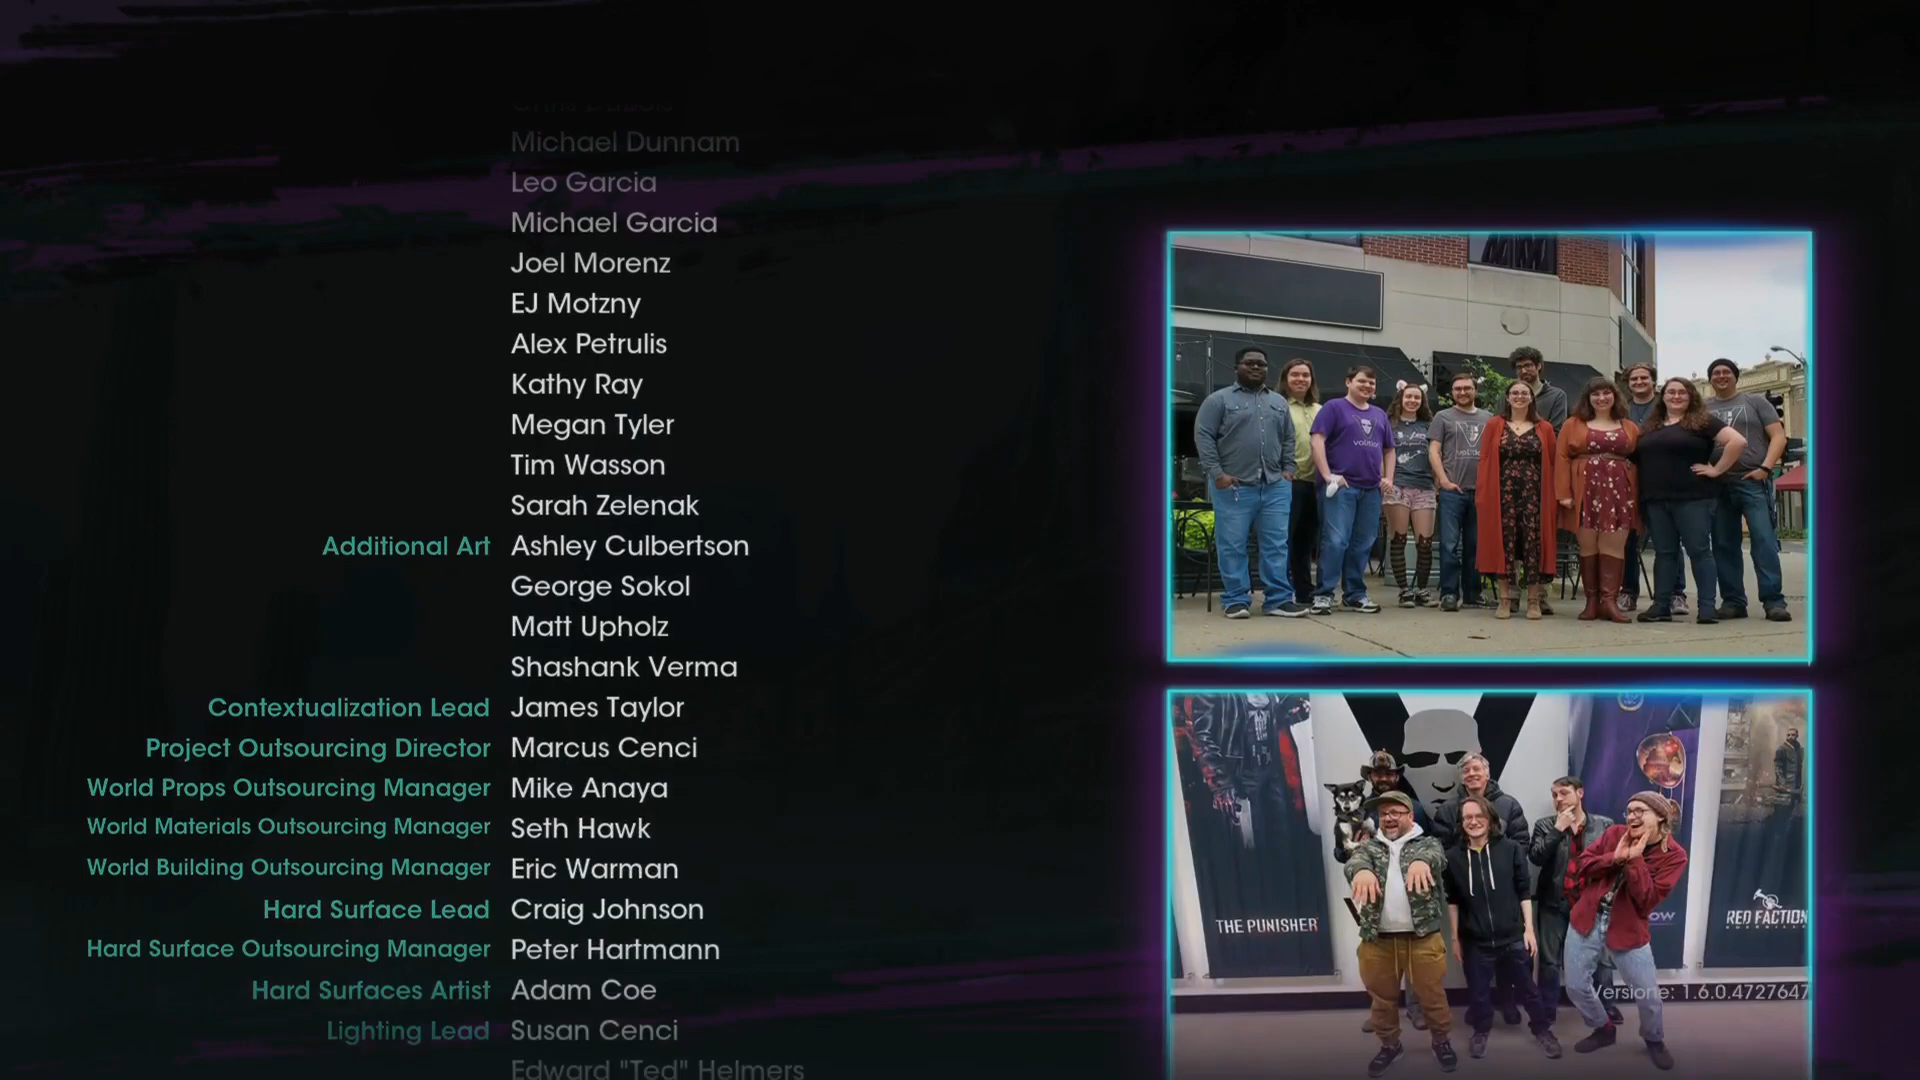 Michael Dunnam
Leo Garcia
Michael Garcia
Joel Morenz
EJ Motzny
Alex Petrulis
Kathy Ray
Megan Tyler
Tim Wasson
Sarah Zelenak
Additional Art Ashley Culbertson
George Sokol
Matt Upholz
Shashank Verma
Contextualization Lead James Taylor
Project Outsourcing Director Marcus Cenci
World Props Outsourcing Manager Mike Anaya
World Materials Outsourcing Manager Seth Hawk
World Building Outsourcing Manager Eric Warman
Hard Surface Lead Craig Johnson
Hard Surface Outsourcing Manager Peter Hartmann
Hard Surfaces Artist Adam Coe
Lighting Lead Susan Cenci
Edward "Ted" Helmers
THE PUNISHER
RED FACTION
Versione: 1.6.0.4727647